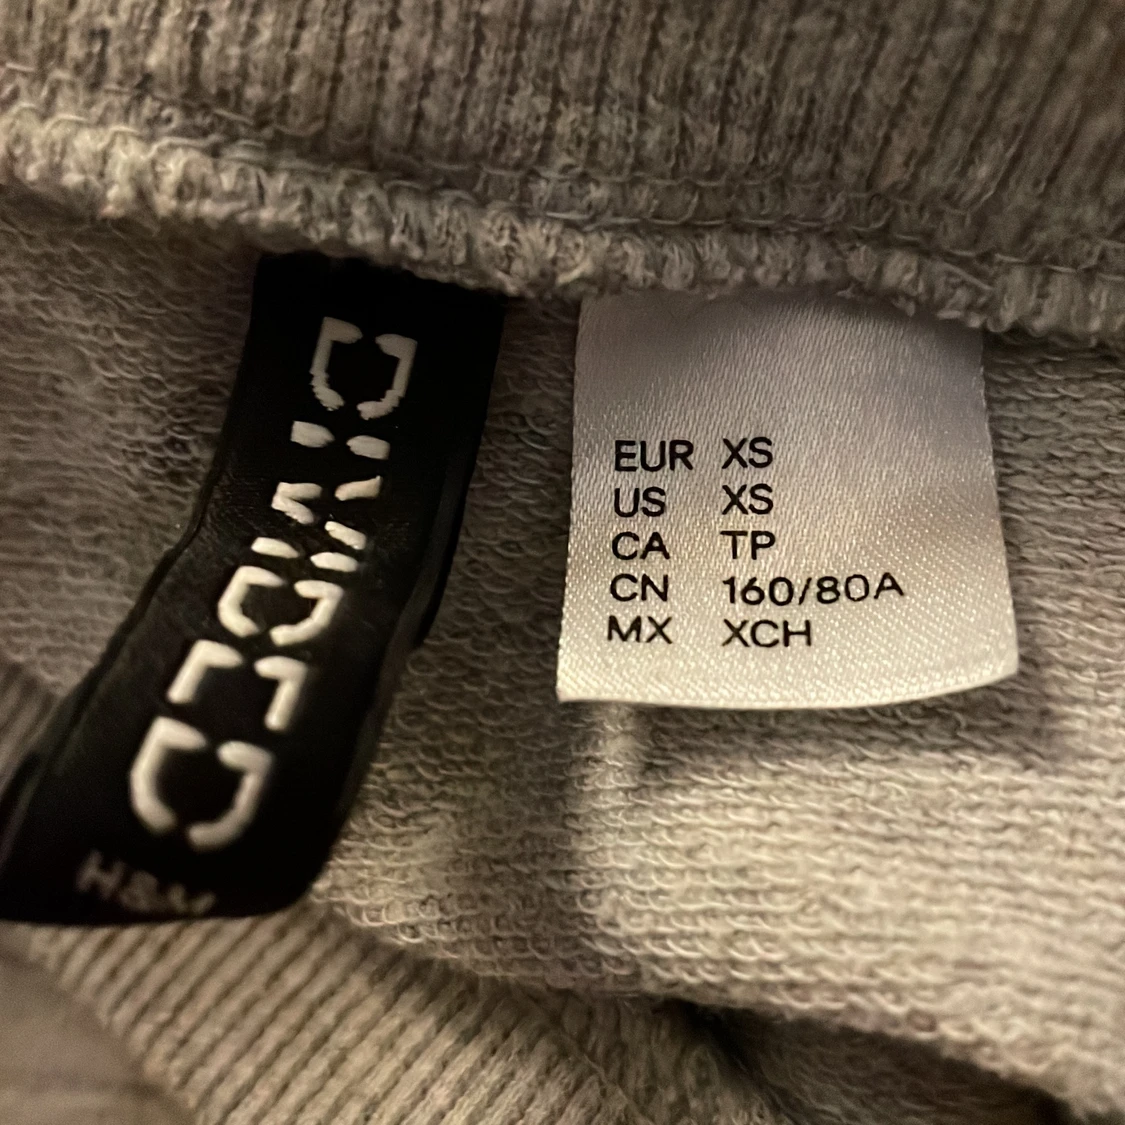 DIVIDED
H&M
EUR XS
US XS
CA TP
CN 160/80A
MX XCH